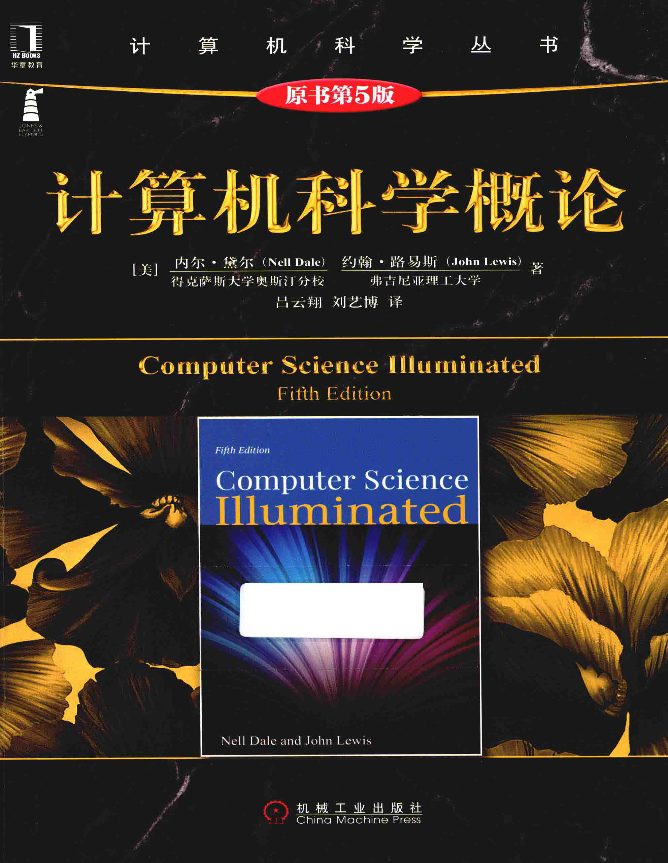 HZ BOOKS
华章教育
计算机科学丛书
原书第5版
计算机科学概论
[美] 内尔·黛尔（Nell Dale） 约翰·路易斯（John Lewis） 著
得克萨斯大学奥斯汀分校 弗吉尼亚理工大学
吕云翔 刘艺博 译
Computer Science Illuminated
Fifth Edition
Fifth Edition
Computer Science
Illuminated
Nell Dale and John Lewis
机械工业出版社
China Machine Press